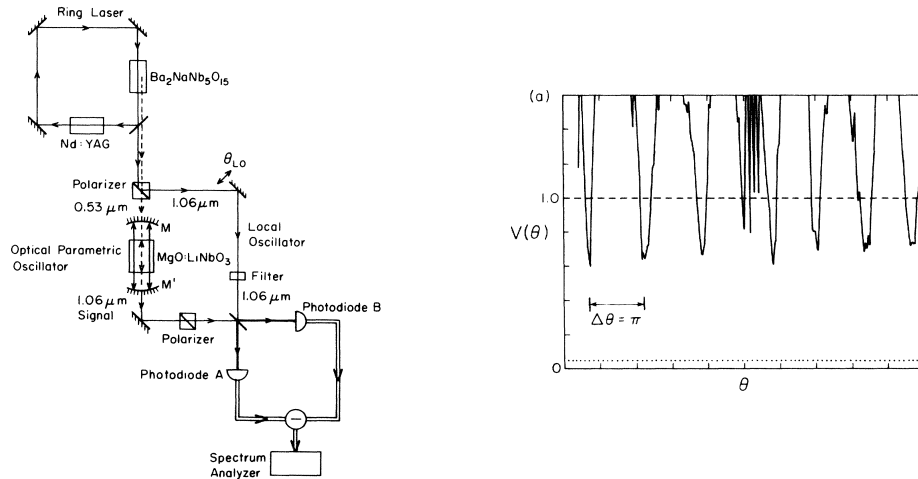 Ring Laser
Ba₂NaNb₅O₁₅
Nd:YAG
θLO
Polarizer
0.53 μm
1.06 μm
M
Local
Oscillator
Optical Parametric
Oscillator
MgO:LiNbO₃
M'
Filter
1.06 μm
1.06 μm
Signal
Photodiode B
Polarizer
Photodiode A
−
Spectrum
Analyzer
(a)
1.0
V(θ)
Δθ = π
0
θ